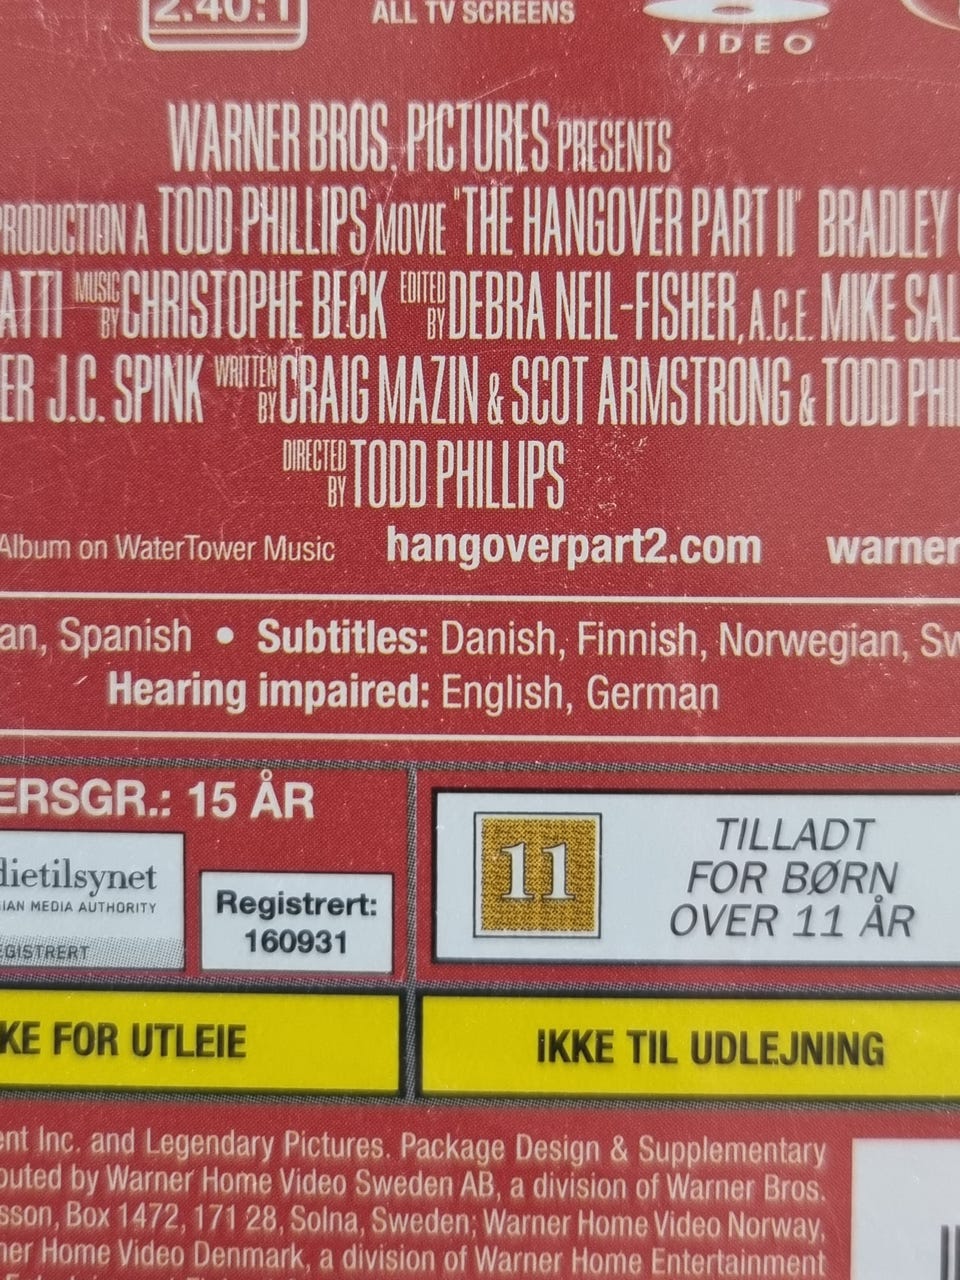 2.40:1
ALL TV SCREENS
VIDEO
WARNER BROS. PICTURES PRESENTS
RODUCTION A TODD PHILLIPS MOVIE "THE HANGOVER PART II" BRADLEY
ATTI MUSIC BY CHRISTOPHE BECK EDITED BY DEBRA NEIL-FISHER, A.C.E. MIKE SAL
ER J.C. SPINK WRITTEN BY CRAIG MAZIN & SCOT ARMSTRONG & TODD PHI
DIRECTED BY TODD PHILLIPS
Album on WaterTower Music hangoverpart2.com warner
an, Spanish • Subtitles: Danish, Finnish, Norwegian, Sw
Hearing impaired: English, German
ERSGR.: 15 ÅR
dietilsynet
IAN MEDIA AUTHORITY
EGISTRERT
Registrert:
160931
11
TILLADT
FOR BØRN
OVER 11 ÅR
KE FOR UTLEIE
IKKE TIL UDLEJNING
ent Inc. and Legendary Pictures. Package Design & Supplementary
buted by Warner Home Video Sweden AB, a division of Warner Bros.
sson, Box 1472, 171 28, Solna, Sweden; Warner Home Video Norway,
ner Home Video Denmark, a division of Warner Home Entertainment